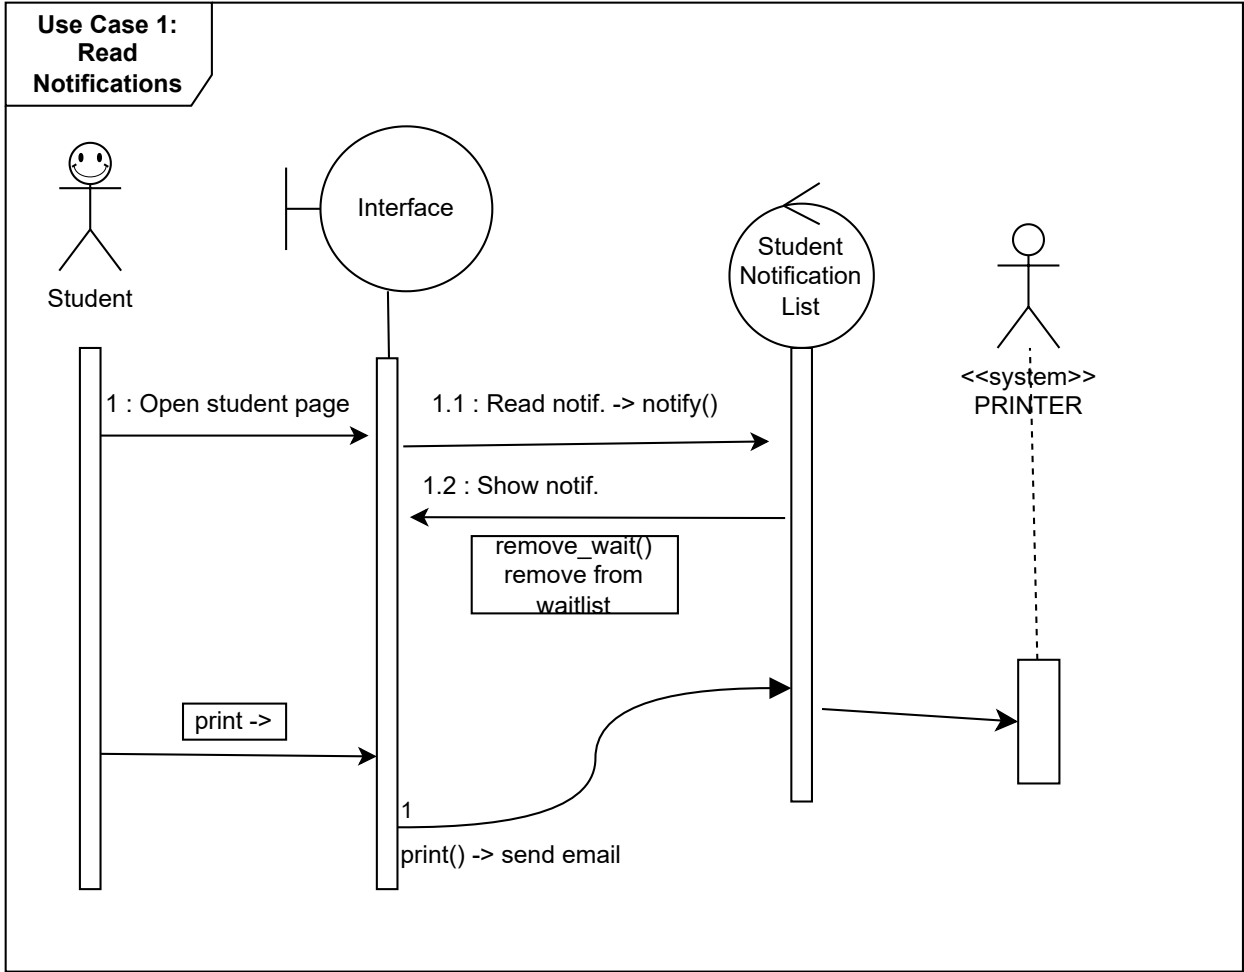 Use Case 1:
Read
Notifications
Interface
Student
Notification
List
Student
<<system>>
PRINTER
1 : Open student page
1.1 : Read notif. -> notify()
1.2 : Show notif.
remove_wait()
remove from
waitlist
print ->
1
print() -> send email